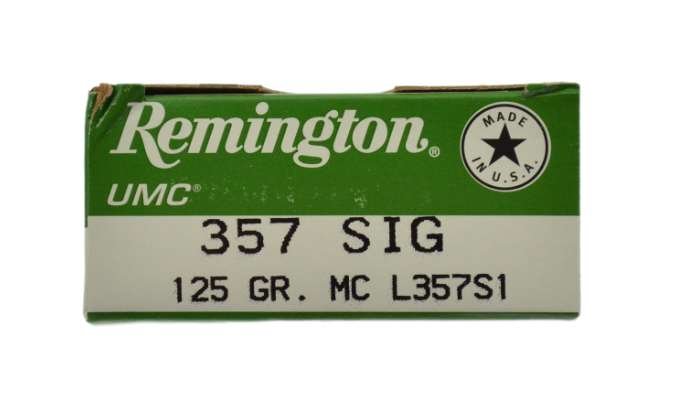 Remington®
MADE
IN U.S.A.
UMC®
357 SIG
125 GR. MC L357S1